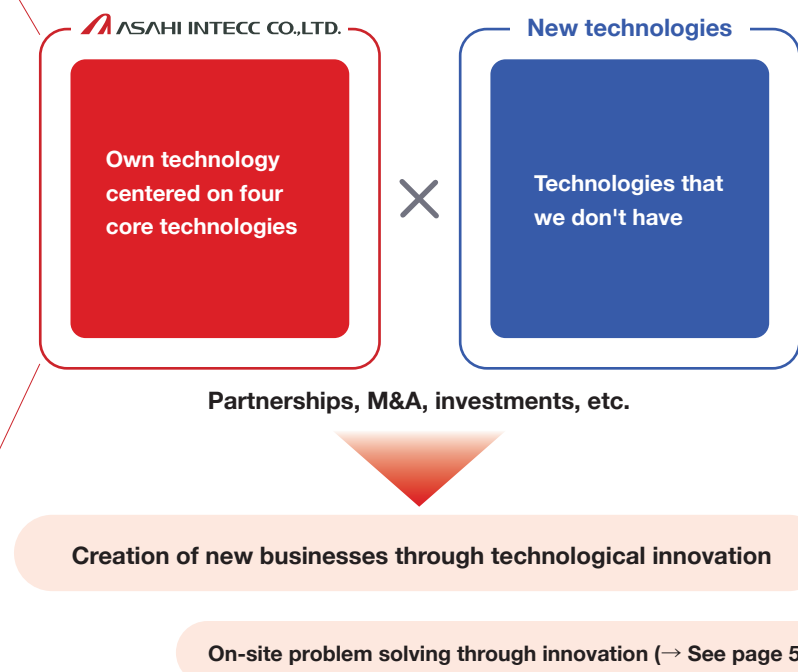 ASAHI INTECC CO.,LTD.
New technologies
Own technology
centered on four
core technologies
×
Technologies that
we don't have
Partnerships, M&A, investments, etc.
Creation of new businesses through technological innovation
On-site problem solving through innovation (→ See page 5